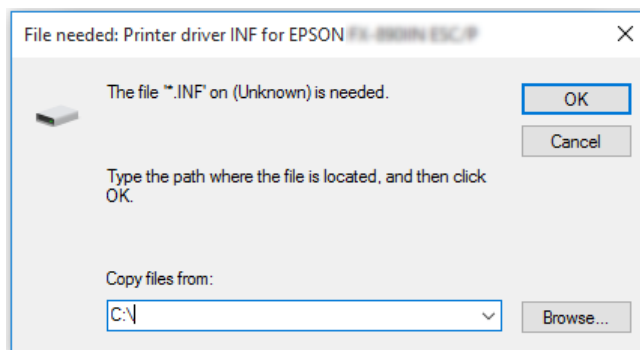 File needed: Printer driver INF for EPSON
The file '*.INF' on (Unknown) is needed.
OK
Cancel
Type the path where the file is located, and then click
OK.
Copy files from:
C:\
Browse...